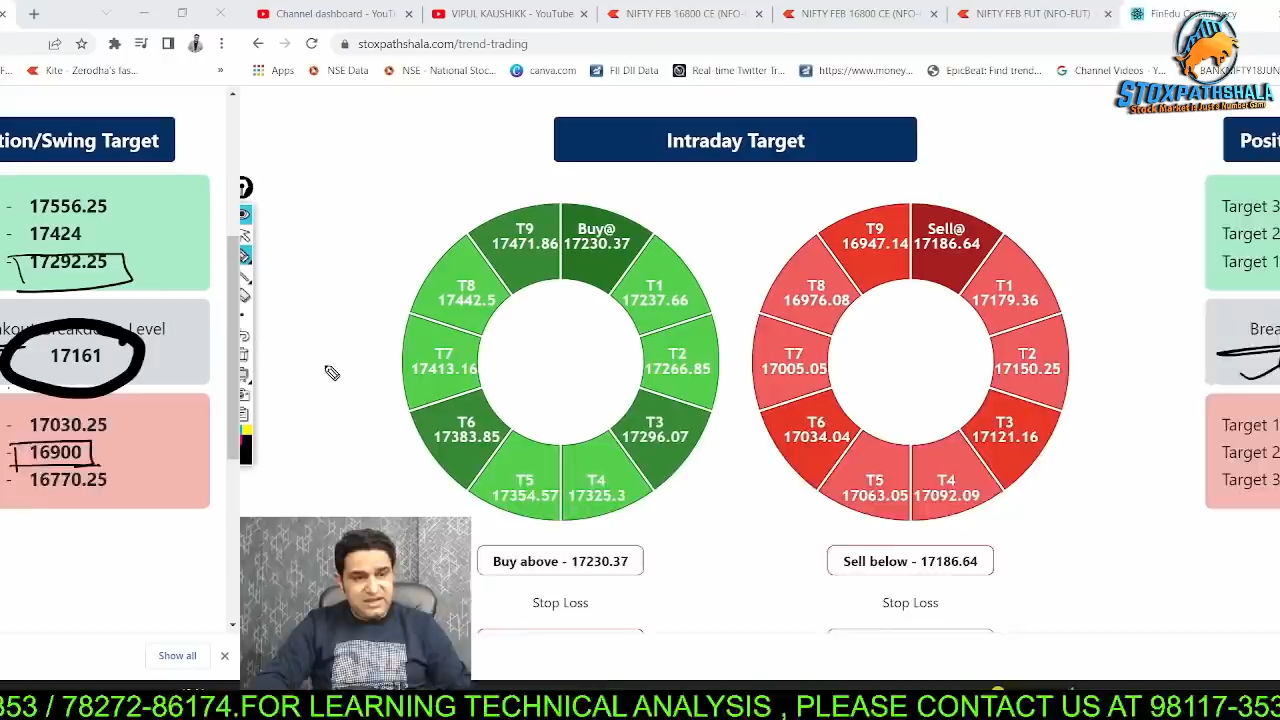 Channel dashboard - YouT
VIPUL KAUSHIKK - YouTube
NIFTY FEB 16800 CE (NFO-
NIFTY FEB 16800 CE (NFO-
NIFTY FEB FUT (NFO-FUT)
FinEdu Consultancy
stoxpathshala.com/trend-trading
F...
Kite - Zerodha's fas...
»
Apps
NSE Data
NSE - National Stoc...
canva.com
FII DII Data
Real-time Twitter Tr...
https://www.money...
EpicBeat: Find trend...
Channel Videos - Y...
BANKNIFTY18JUN
STOXPATHSHALA
Stock Market is Just a Number Game
tion/Swing Target
- 17556.25
- 17424
- 17292.25
Level
17161
- 17030.25
- 16900
- 16770.25
Show all
Intraday Target
T9
17471.86
Buy@
17230.37
T8
17442.5
T1
17237.66
T7
17413.16
T2
17266.85
T6
17383.85
T3
17296.07
T5
17354.57
T4
17325.3
Buy above - 17230.37
Stop Loss
T9
16947.14
Sell@
17186.64
T8
16976.08
T1
17179.36
T7
17005.05
T2
17150.25
T6
17034.04
T3
17121.16
T5
17063.05
T4
17092.09
Sell below - 17186.64
Stop Loss
Posit
Target 3
Target 2
Target 1
Brea
Target 1
Target 2
Target 3
353 / 78272-86174.FOR LEARNING TECHNICAL ANALYSIS , PLEASE CONTACT US AT 98117-353